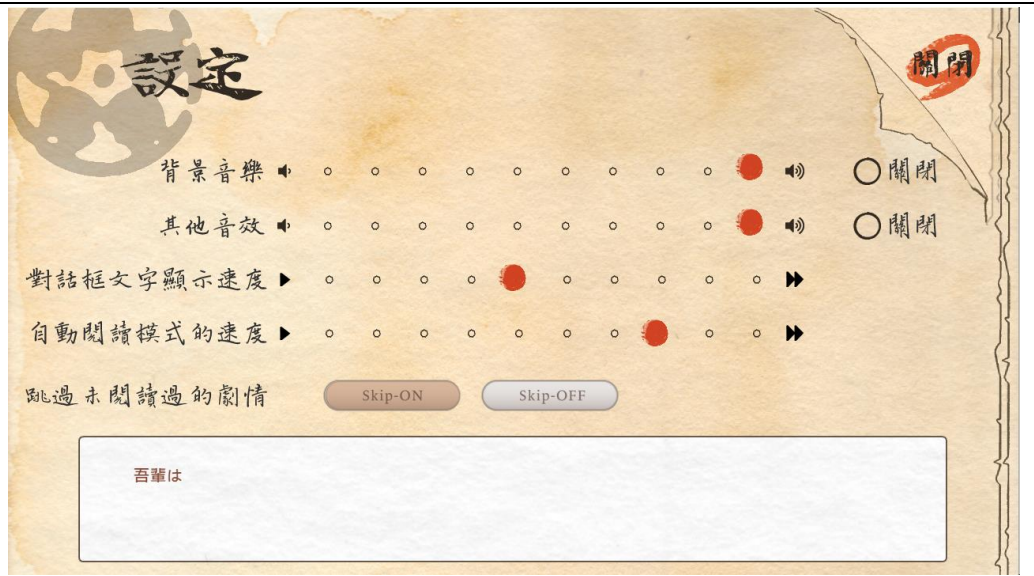 設定
關閉
背景音樂 關閉
其他音效 關閉
對話框文字顯示速度
自動閱讀模式的速度
跳過未閱讀過的劇情 Skip-ON Skip-OFF
吾輩は